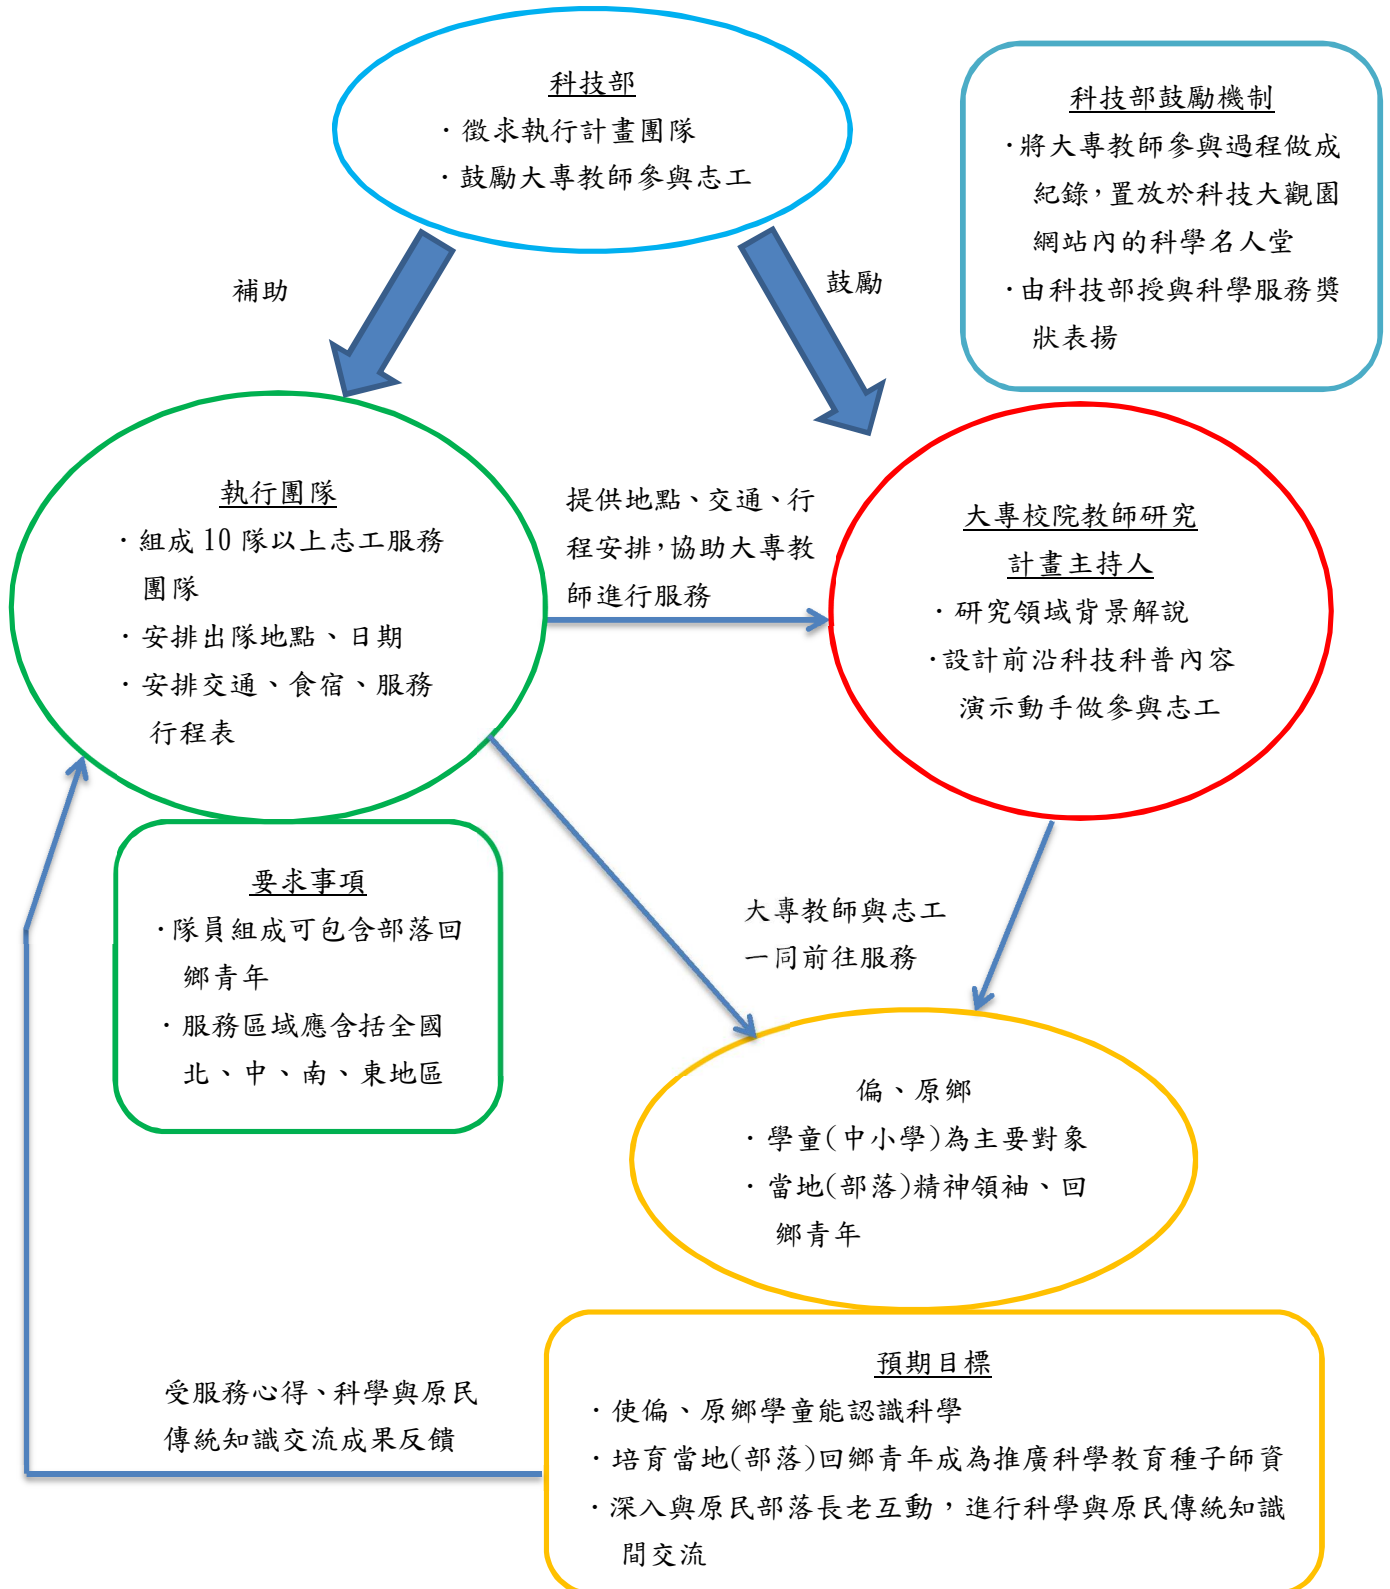 科技部
・徵求執行計畫團隊
・鼓勵大專教師參與志工
科技部鼓勵機制
・將大專教師參與過程做成
紀錄，置放於科技大觀園
網站內的科學名人堂
・由科技部授與科學服務獎
狀表揚
補助
鼓勵
執行團隊
・組成 10 隊以上志工服務
團隊
・安排出隊地點、日期
・安排交通、食宿、服務
行程表
提供地點、交通、行
程安排，協助大專教
師進行服務
大專校院教師研究
計畫主持人
・研究領域背景解說
・設計前沿科技科普內容
演示動手做參與志工
要求事項
・隊員組成可包含部落回
鄉青年
・服務區域應含括全國
北、中、南、東地區
大專教師與志工
一同前往服務
偏、原鄉
・學童(中小學)為主要對象
・當地(部落)精神領袖、回
鄉青年
受服務心得、科學與原民
傳統知識交流成果反饋
預期目標
・使偏、原鄉學童能認識科學
・培育當地(部落)回鄉青年成為推廣科學教育種子師資
・深入與原民部落長老互動，進行科學與原民傳統知識
間交流